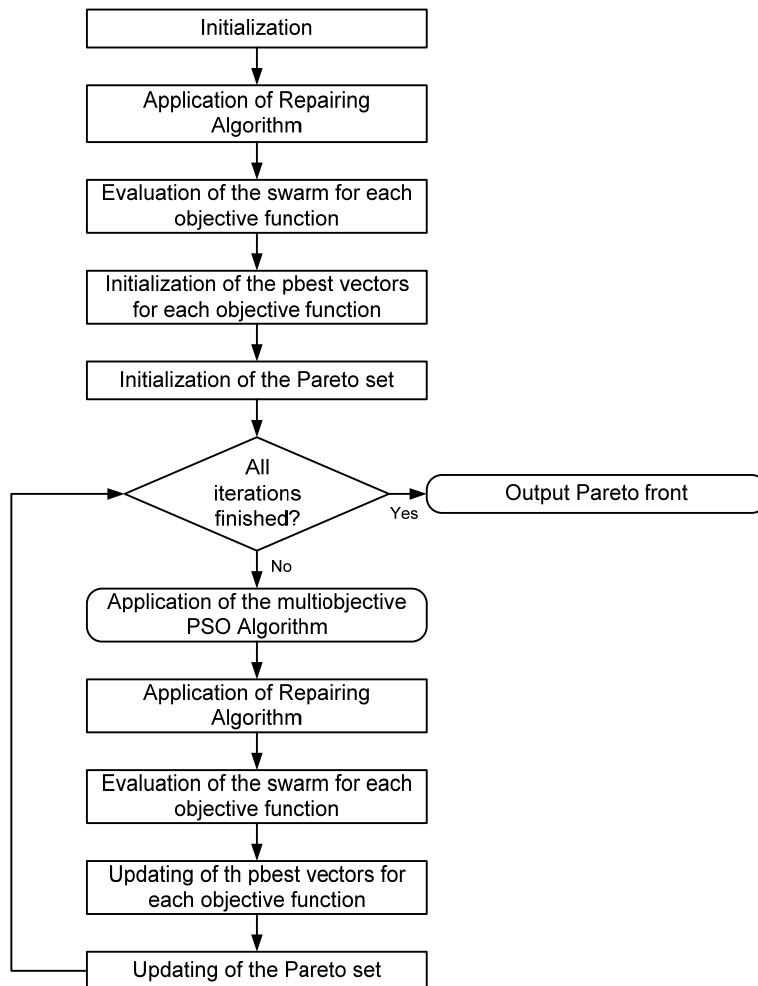 Initialization
Application of Repairing
Algorithm
Evaluation of the swarm for each
objective function
Initialization of the pbest vectors
for each objective function
Initialization of the Pareto set
All
iterations
finished?
Yes
Output Pareto front
No
Application of the multiobjective
PSO Algorithm
Application of Repairing
Algorithm
Evaluation of the swarm for each
objective function
Updating of th pbest vectors for
each objective function
Updating of the Pareto set